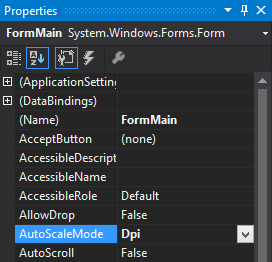 Properties
FormMain System.Windows.Forms.Form
(ApplicationSetting
(DataBindings)
(Name) FormMain
AcceptButton (none)
AccessibleDescript
AccessibleName
AccessibleRole Default
AllowDrop False
AutoScaleMode Dpi
AutoScroll False